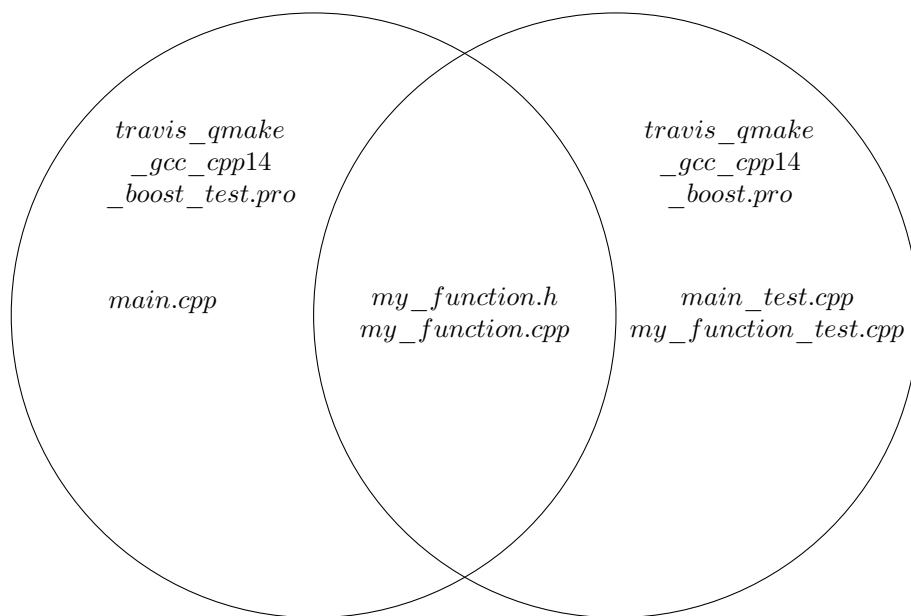 travis_qmake
_gcc_cpp14
_boost_test.pro
main.cpp
my_function.h
my_function.cpp
travis_qmake
_gcc_cpp14
_boost.pro
main_test.cpp
my_function_test.cpp